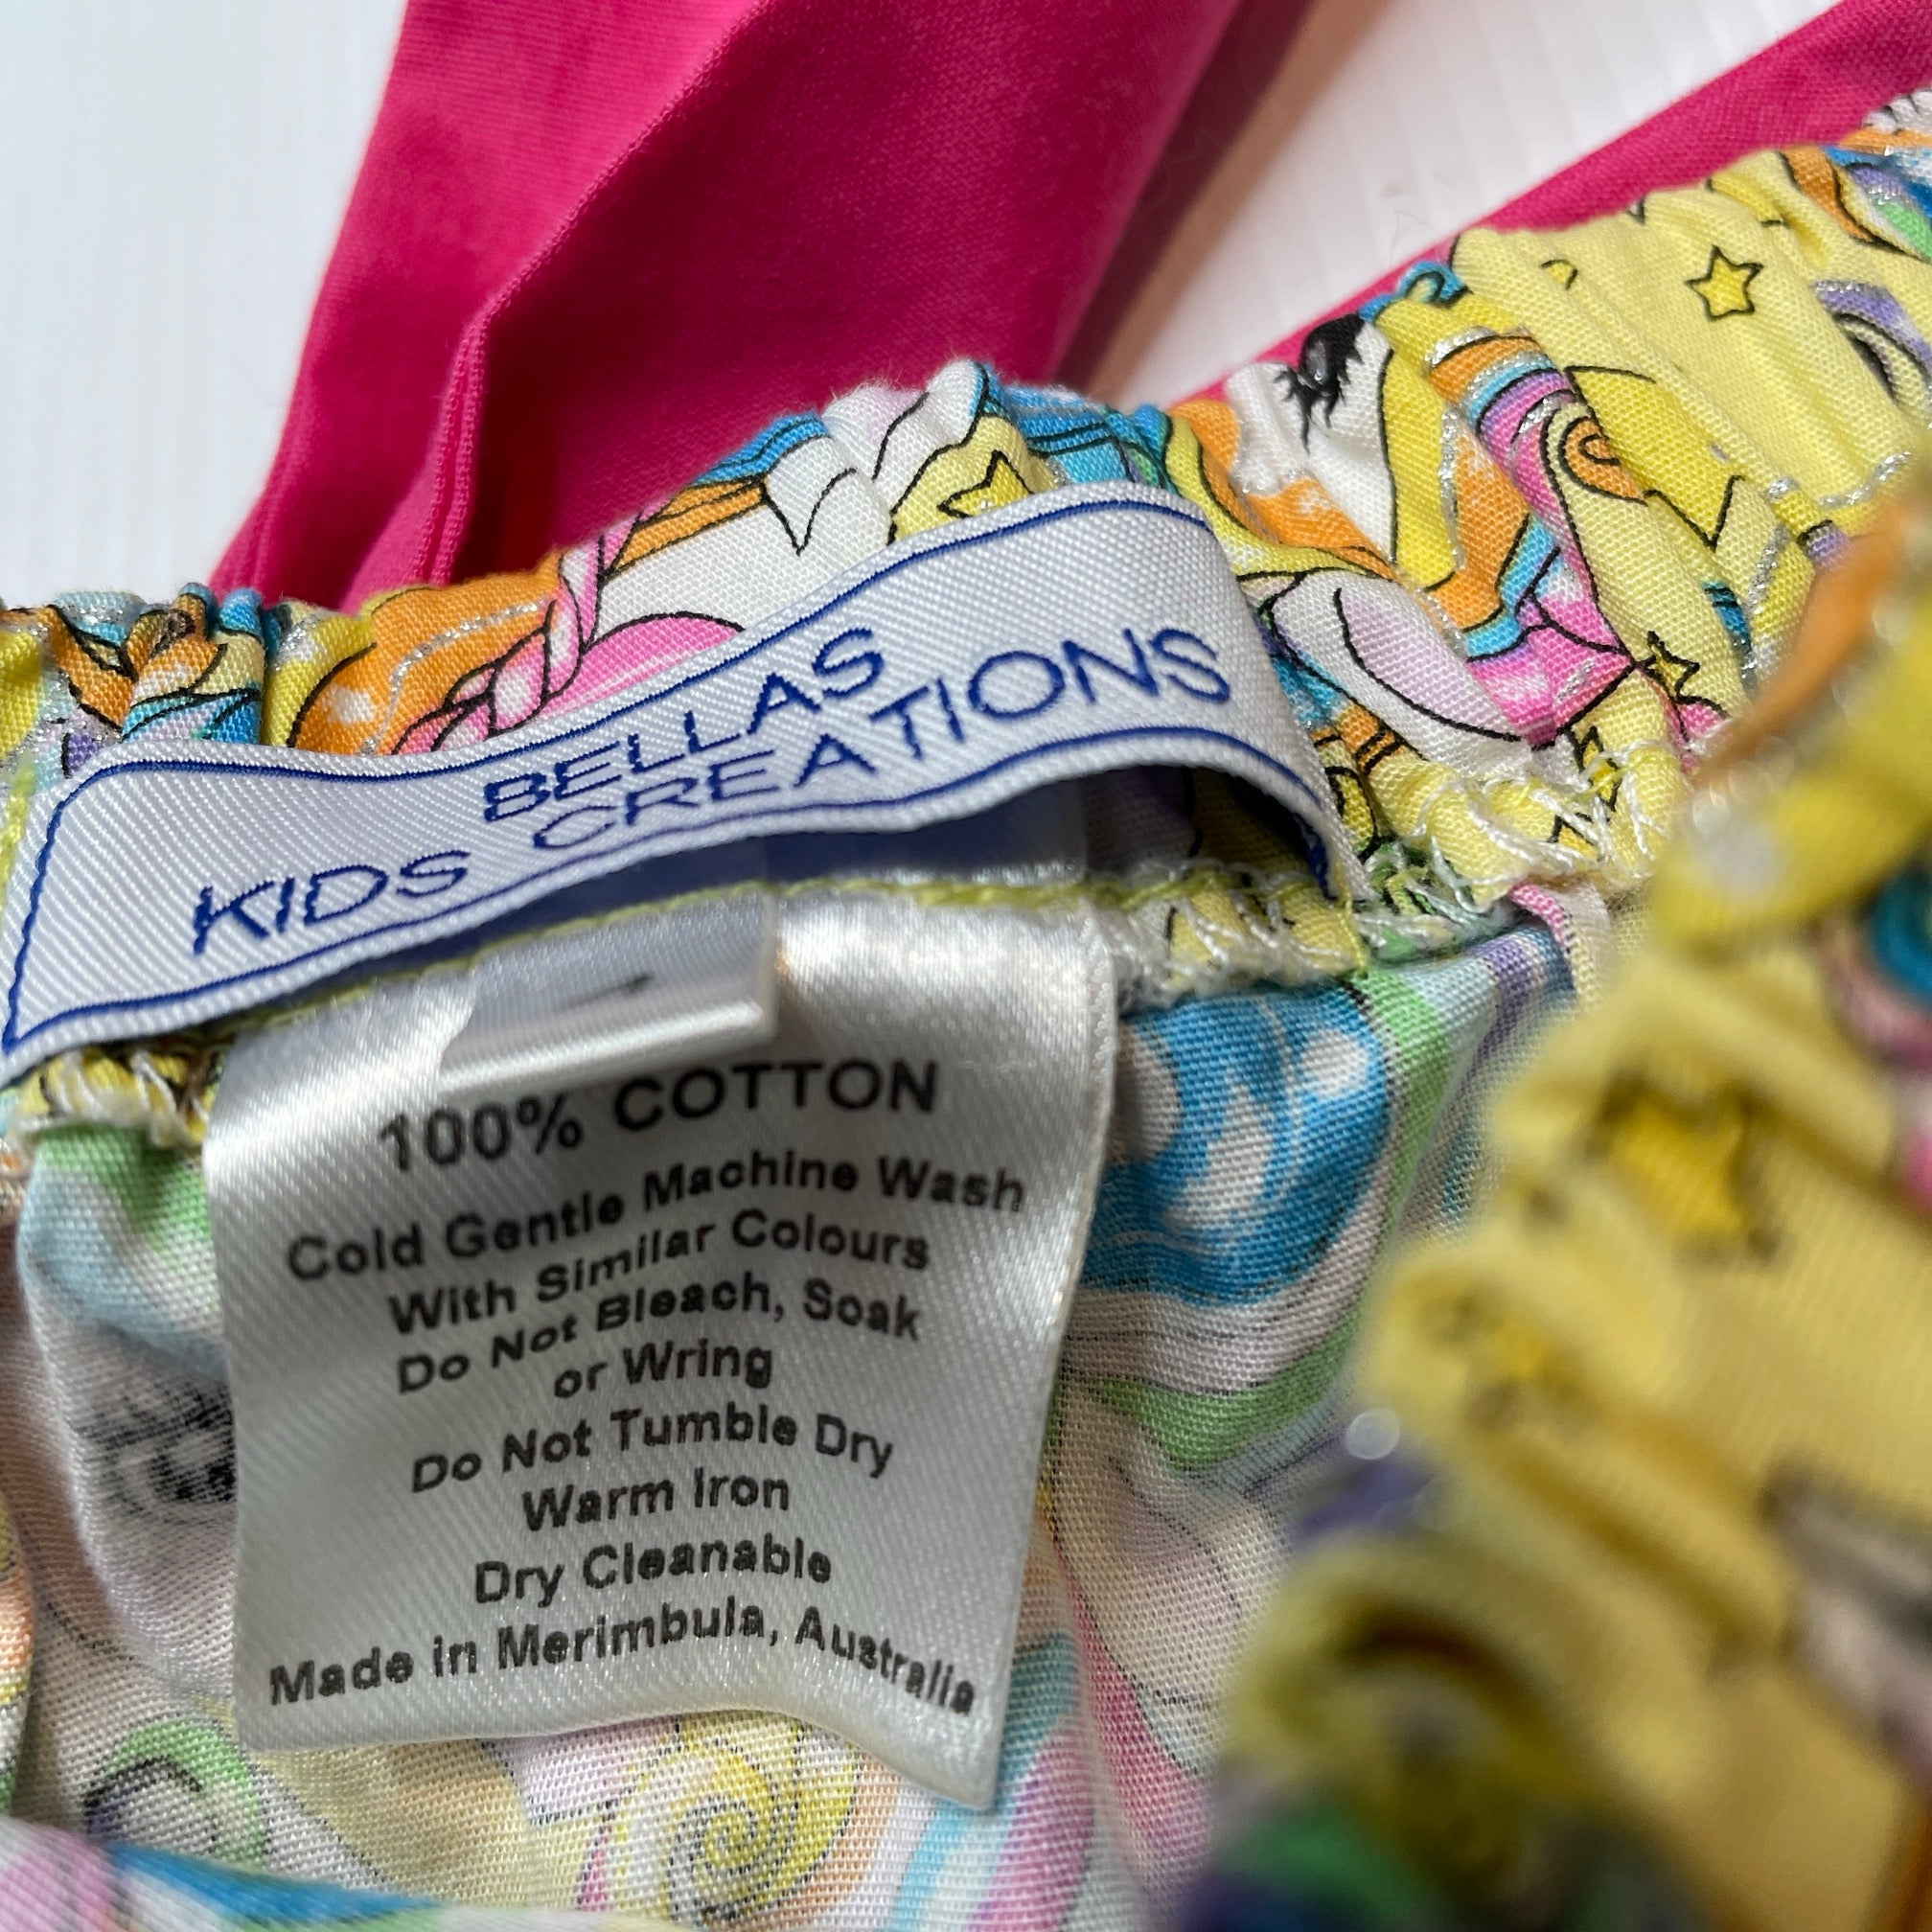 BELLAS
KIDS CREATIONS
100% COTTON
Cold Gentle Machine Wash
With Similar Colours
Do Not Bleach, Soak
or Wring
Do Not Tumble Dry
Warm Iron
Dry Cleanable
Made in Merimbula, Australia